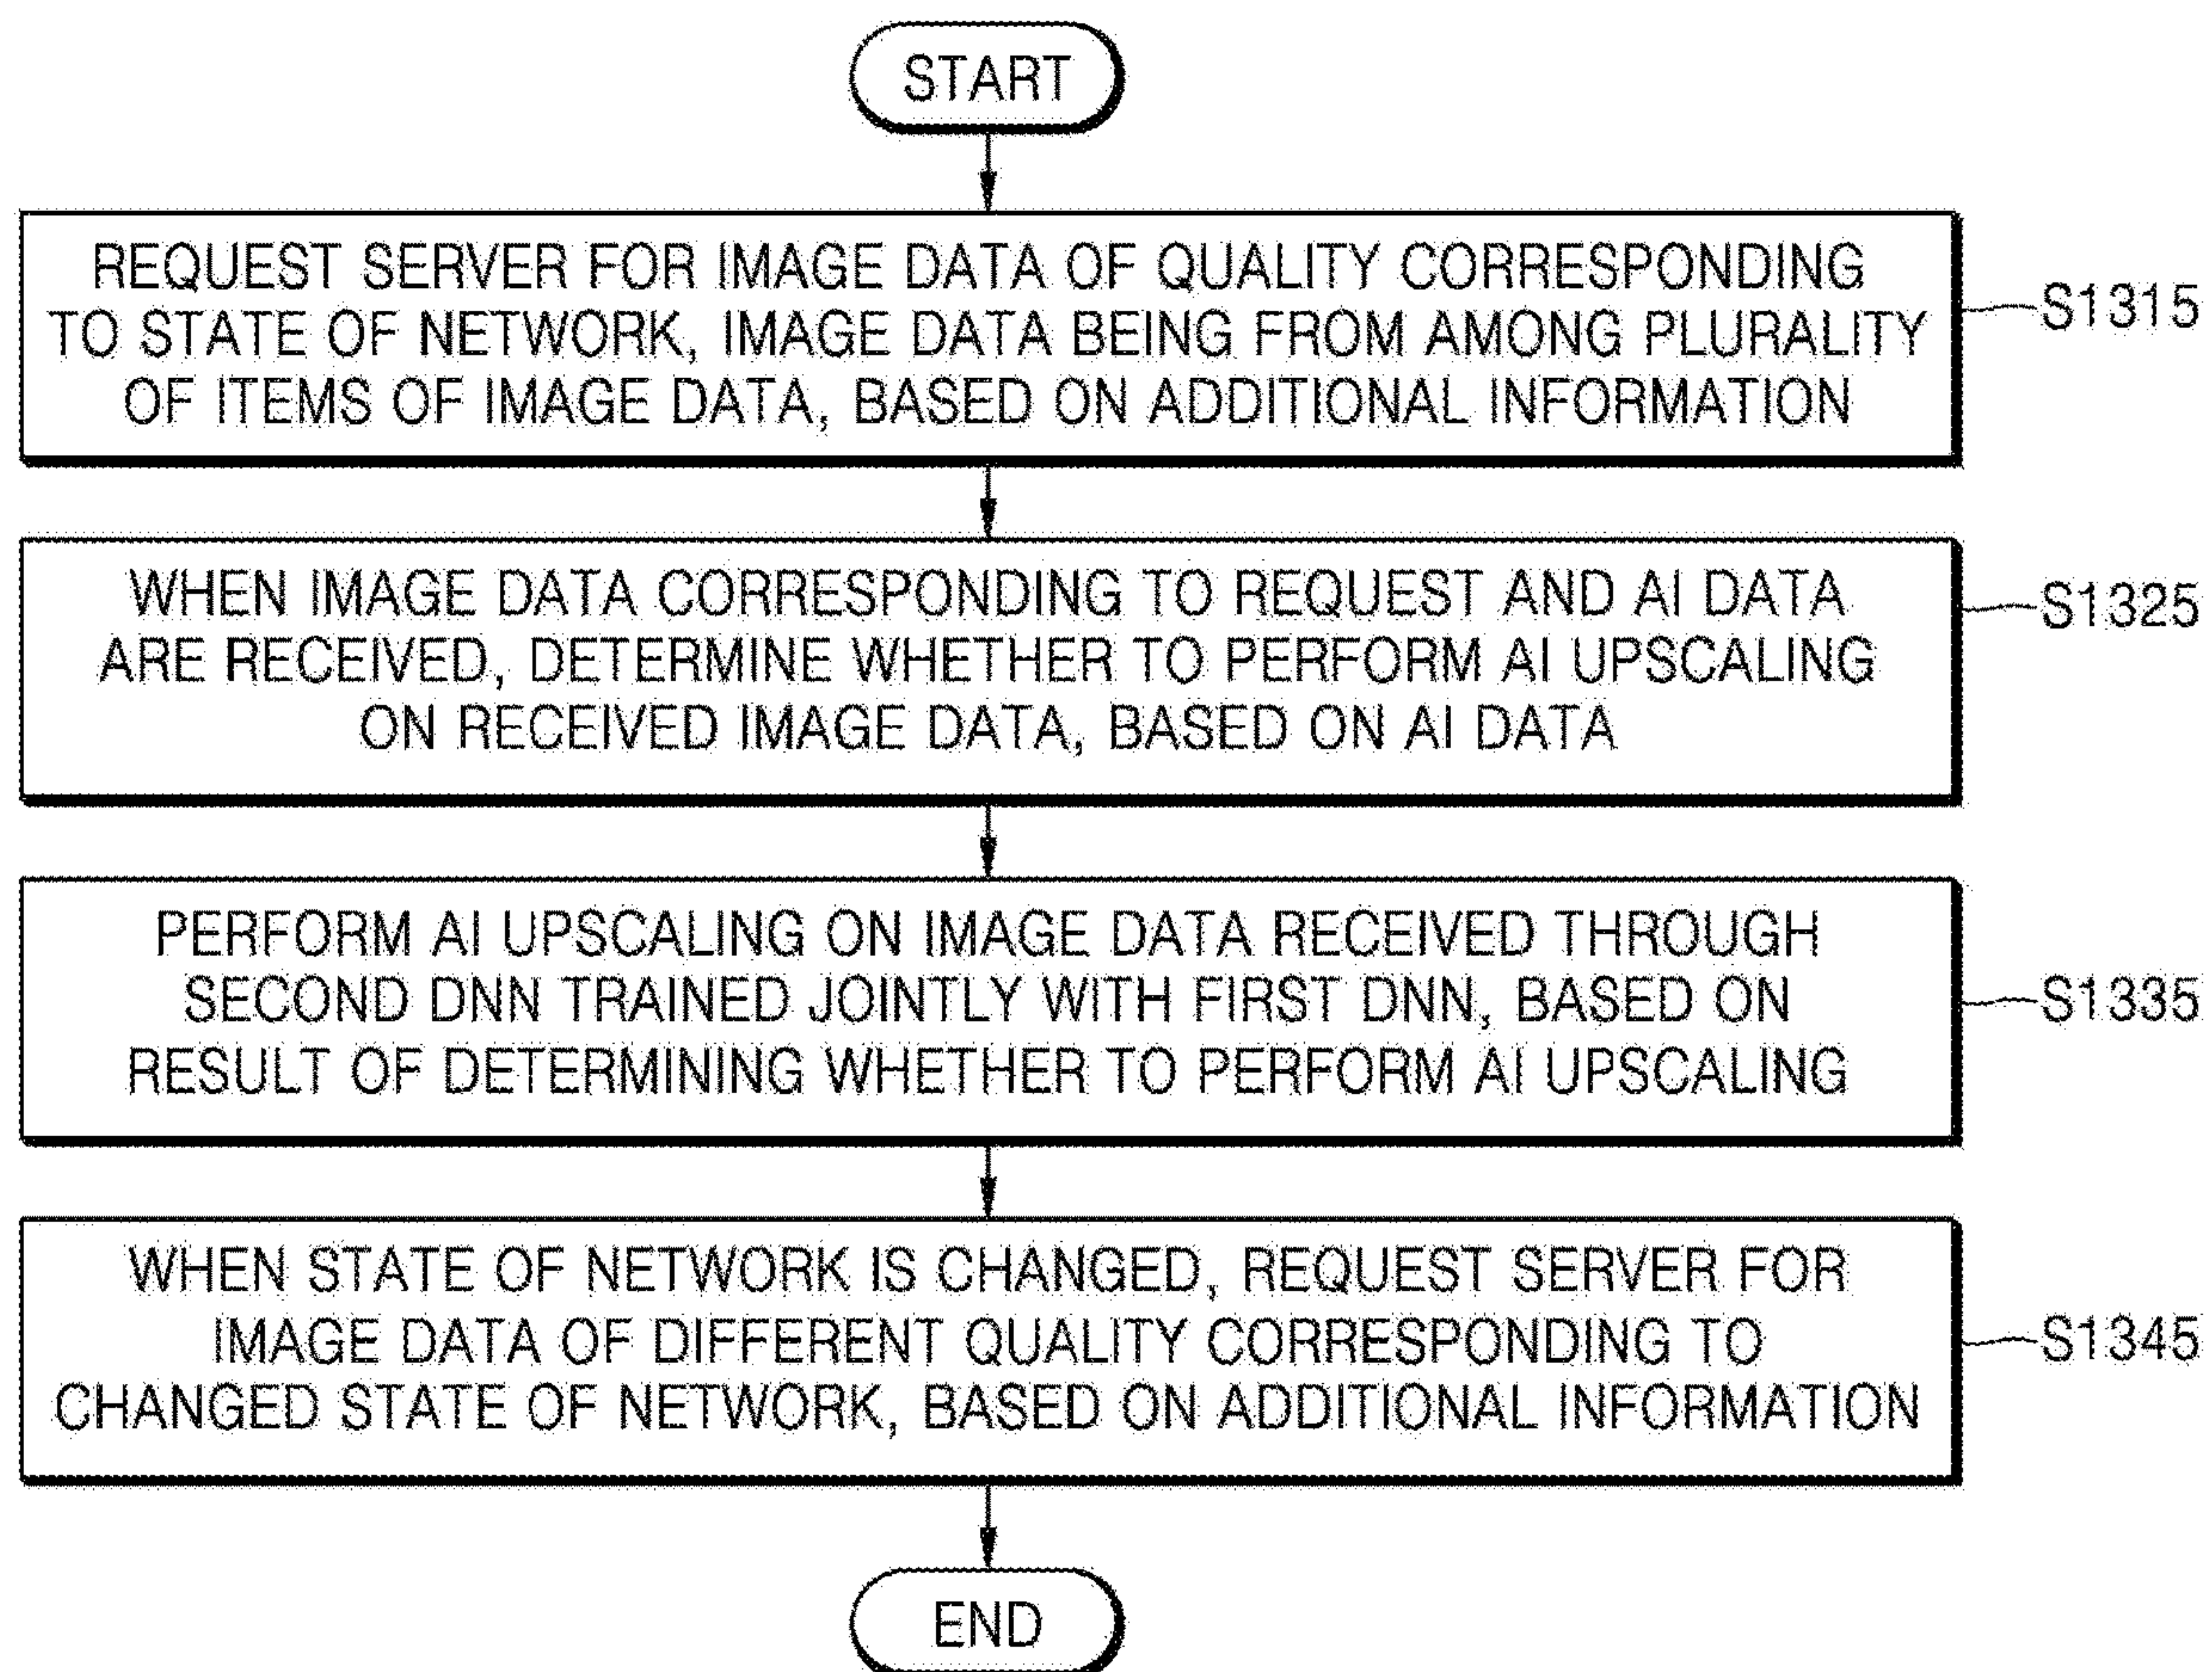 START
REQUEST SERVER FOR IMAGE DATA OF QUALITY CORRESPONDING
TO STATE OF NETWORK, IMAGE DATA BEING FROM AMONG PLURALITY
OF ITEMS OF IMAGE DATA, BASED ON ADDITIONAL INFORMATION
S1315
WHEN IMAGE DATA CORRESPONDING TO REQUEST AND AI DATA
ARE RECEIVED, DETERMINE WHETHER TO PERFORM AI UPSCALING
ON RECEIVED IMAGE DATA, BASED ON AI DATA
S1325
PERFORM AI UPSCALING ON IMAGE DATA RECEIVED THROUGH
SECOND DNN TRAINED JOINTLY WITH FIRST DNN, BASED ON
RESULT OF DETERMINING WHETHER TO PERFORM AI UPSCALING
S1335
WHEN STATE OF NETWORK IS CHANGED, REQUEST SERVER FOR
IMAGE DATA OF DIFFERENT QUALITY CORRESPONDING TO
CHANGED STATE OF NETWORK, BASED ON ADDITIONAL INFORMATION
S1345
END